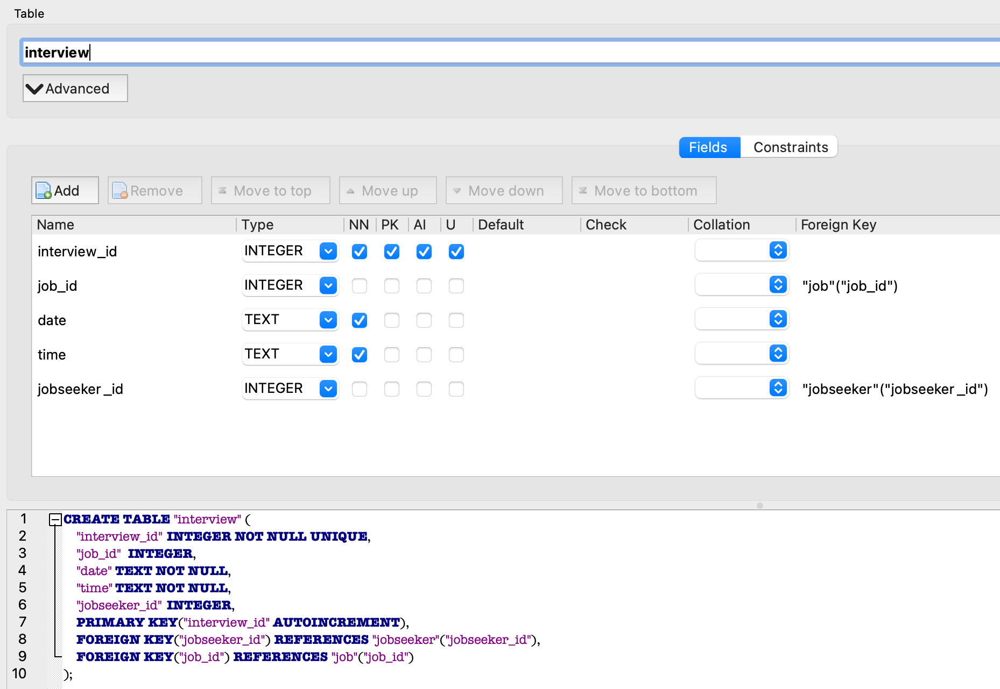 Table
interview
Advanced
Fields Constraints
Add Remove Move to top Move up Move down Move to bottom
Name Type NN PK AI U Default Check Collation Foreign Key
interview_id INTEGER
job_id INTEGER "job"("job_id")
date TEXT
time TEXT
jobseeker_id INTEGER "jobseeker"("jobseeker_id")
1 CREATE TABLE "interview" (
2 "interview_id" INTEGER NOT NULL UNIQUE,
3 "job_id" INTEGER,
4 "date" TEXT NOT NULL,
5 "time" TEXT NOT NULL,
6 "jobseeker_id" INTEGER,
7 PRIMARY KEY("interview_id" AUTOINCREMENT),
8 FOREIGN KEY("jobseeker_id") REFERENCES "jobseeker"("jobseeker_id"),
9 FOREIGN KEY("job_id") REFERENCES "job"("job_id")
10 );